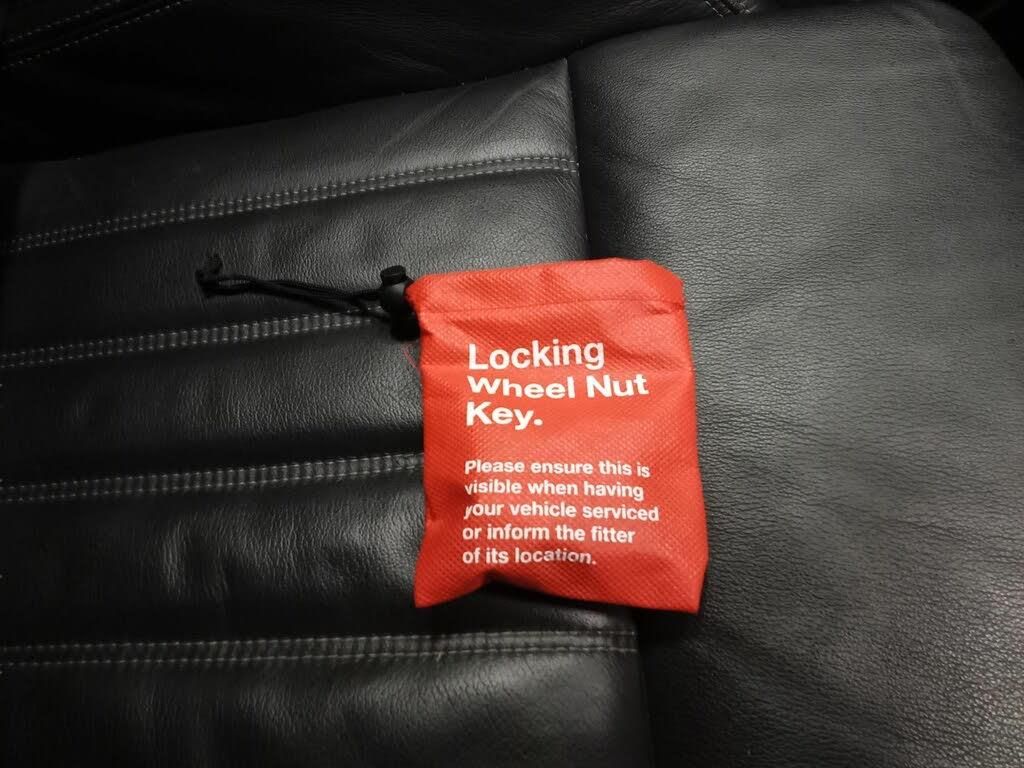 Locking
Wheel Nut
Key.
Please ensure this is
visible when having
your vehicle serviced
or inform the fitter
of its location.